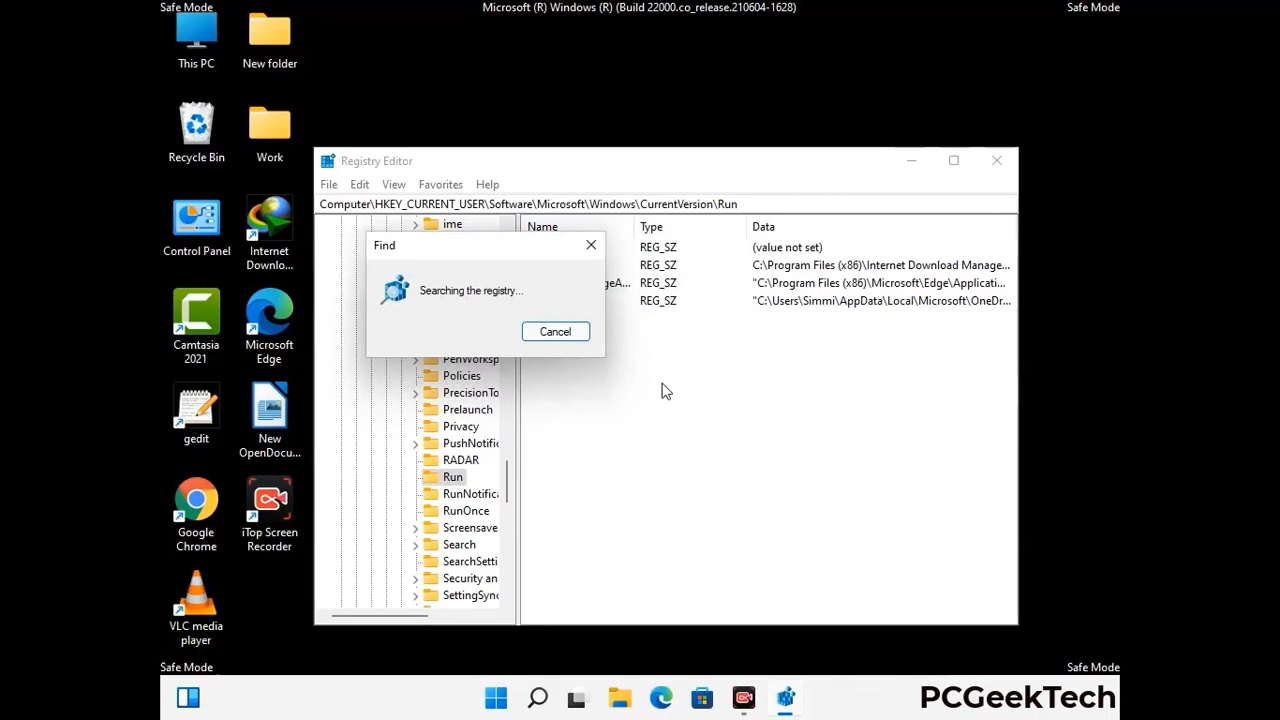 Safe Mode
Microsoft (R) Windows (R) (Build 22000.co_release.210604-1628)
Safe Mode
This PC
New folder
Recycle Bin
Work
Control Panel
Internet
Downlo...
Camtasia
2021
Microsoft
Edge
gedit
New
OpenDocu...
Google
Chrome
iTop Screen
Recorder
VLC media
player
Registry Editor
File Edit View Favorites Help
Computer\HKEY_CURRENT_USER\Software\Microsoft\Windows\CurrentVersion\Run
ime
Find
Searching the registry...
Cancel
PenWorksp
Policies
PrecisionTo
Prelaunch
Privacy
PushNotific
RADAR
Run
RunNotifica
RunOnce
Screensave
Search
SearchSetti
Security an
SettingSync
Name Type Data
REG_SZ (value not set)
REG_SZ C:\Program Files (x86)\Internet Download Manage...
geA... REG_SZ "C:\Program Files (x86)\Microsoft\Edge\Applicati...
REG_SZ "C:\Users\Simmi\AppData\Local\Microsoft\OneDr...
Safe Mode
Safe Mode
PCGeekTech